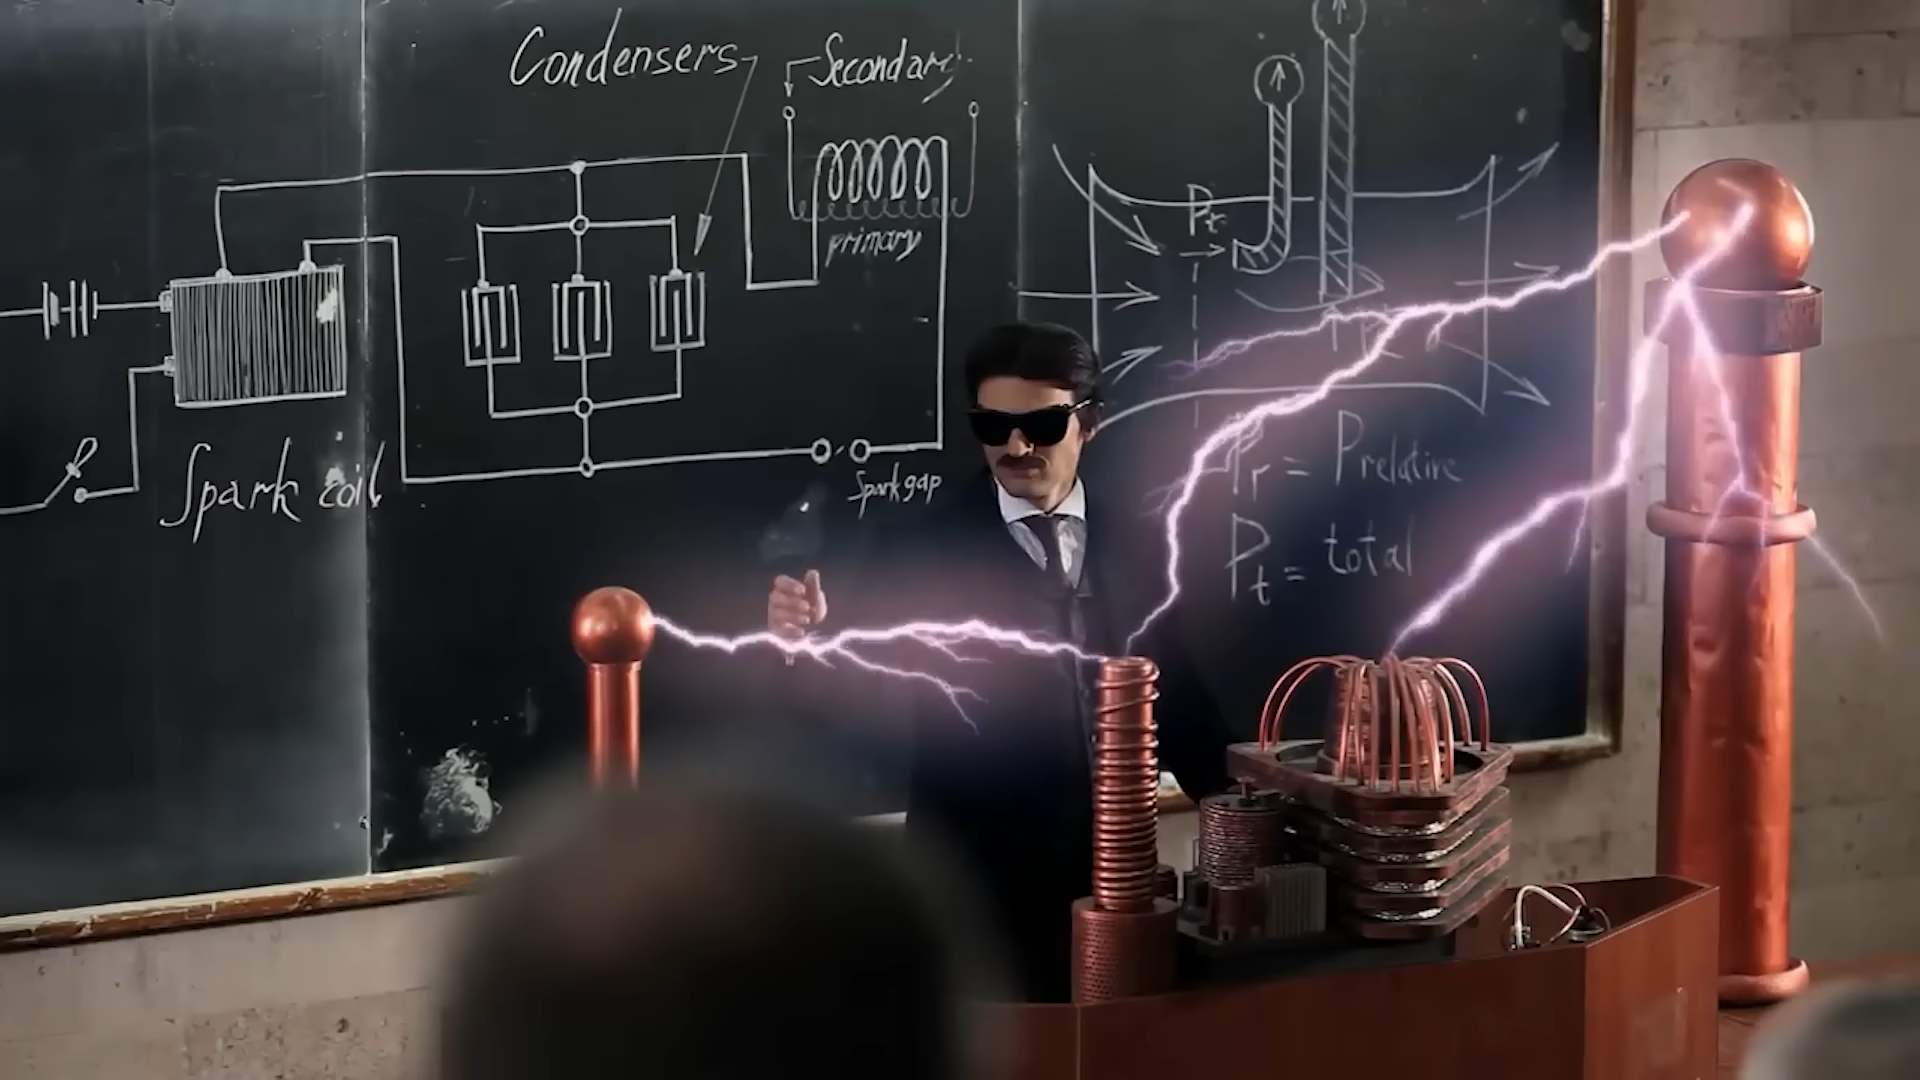 Condensers
Secondary
primary
Spark coil
Spark gap
Pt
Pr = Prelative
Pt = total